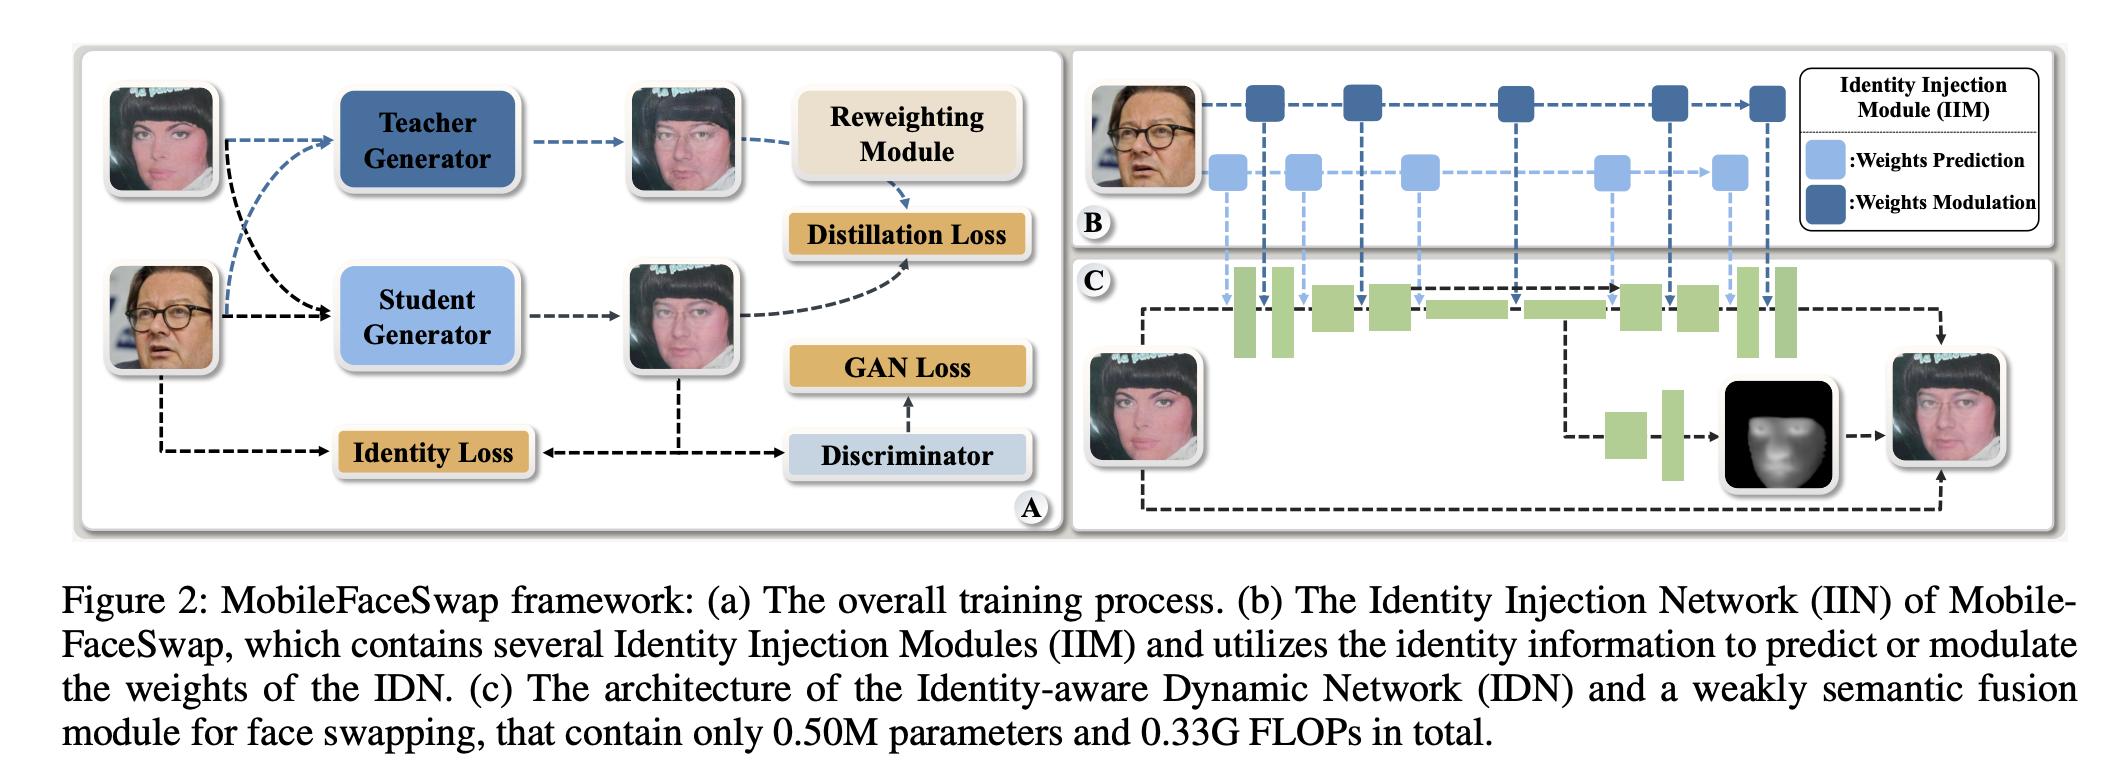 Teacher
Generator
Reweighting
Module
Distillation Loss
Student
Generator
GAN Loss
Identity Loss
Discriminator
A
Identity Injection
Module (IIM)
:Weights Prediction
:Weights Modulation
B
C
Figure 2: MobileFaceSwap framework: (a) The overall training process. (b) The Identity Injection Network (IIN) of Mobile-
FaceSwap, which contains several Identity Injection Modules (IIM) and utilizes the identity information to predict or modulate
the weights of the IDN. (c) The architecture of the Identity-aware Dynamic Network (IDN) and a weakly semantic fusion
module for face swapping, that contain only 0.50M parameters and 0.33G FLOPs in total.